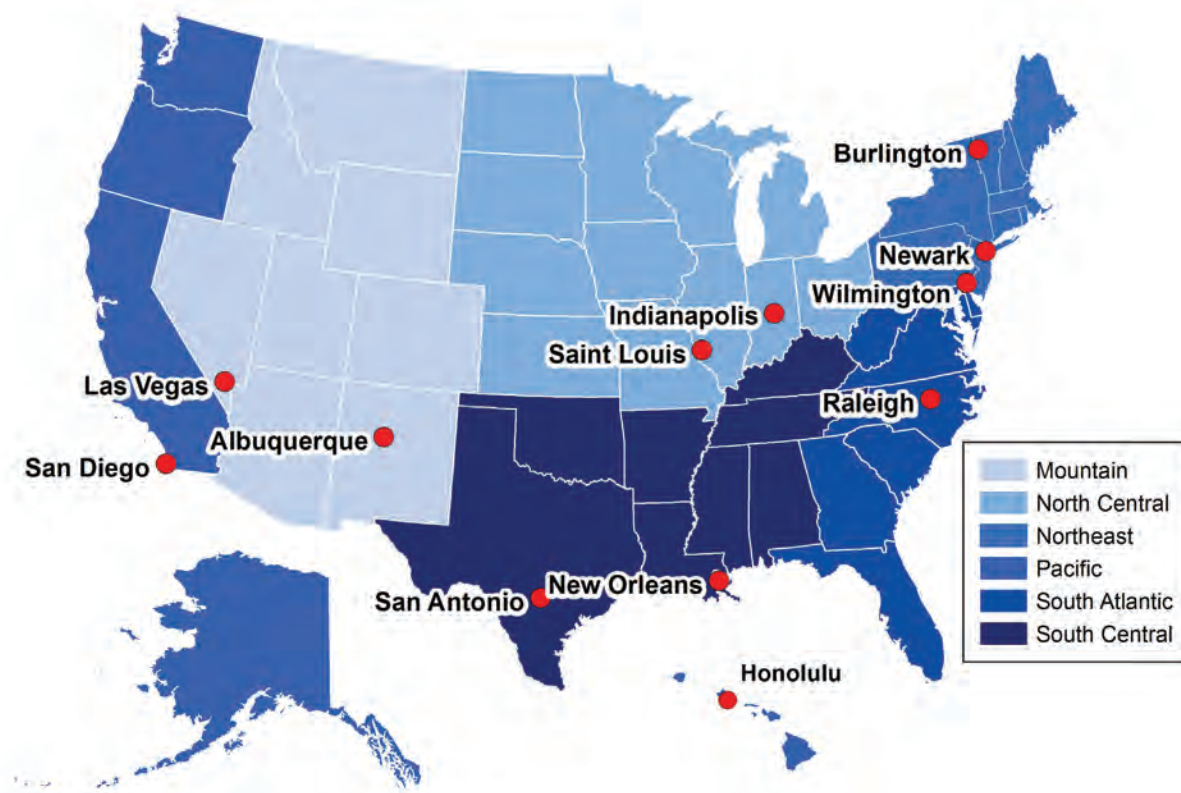 Burlington
Newark
Wilmington
Indianapolis
Saint Louis
Las Vegas
Raleigh
Albuquerque
San Diego
Mountain
North Central
Northeast
Pacific
South Atlantic
South Central
New Orleans
San Antonio
Honolulu